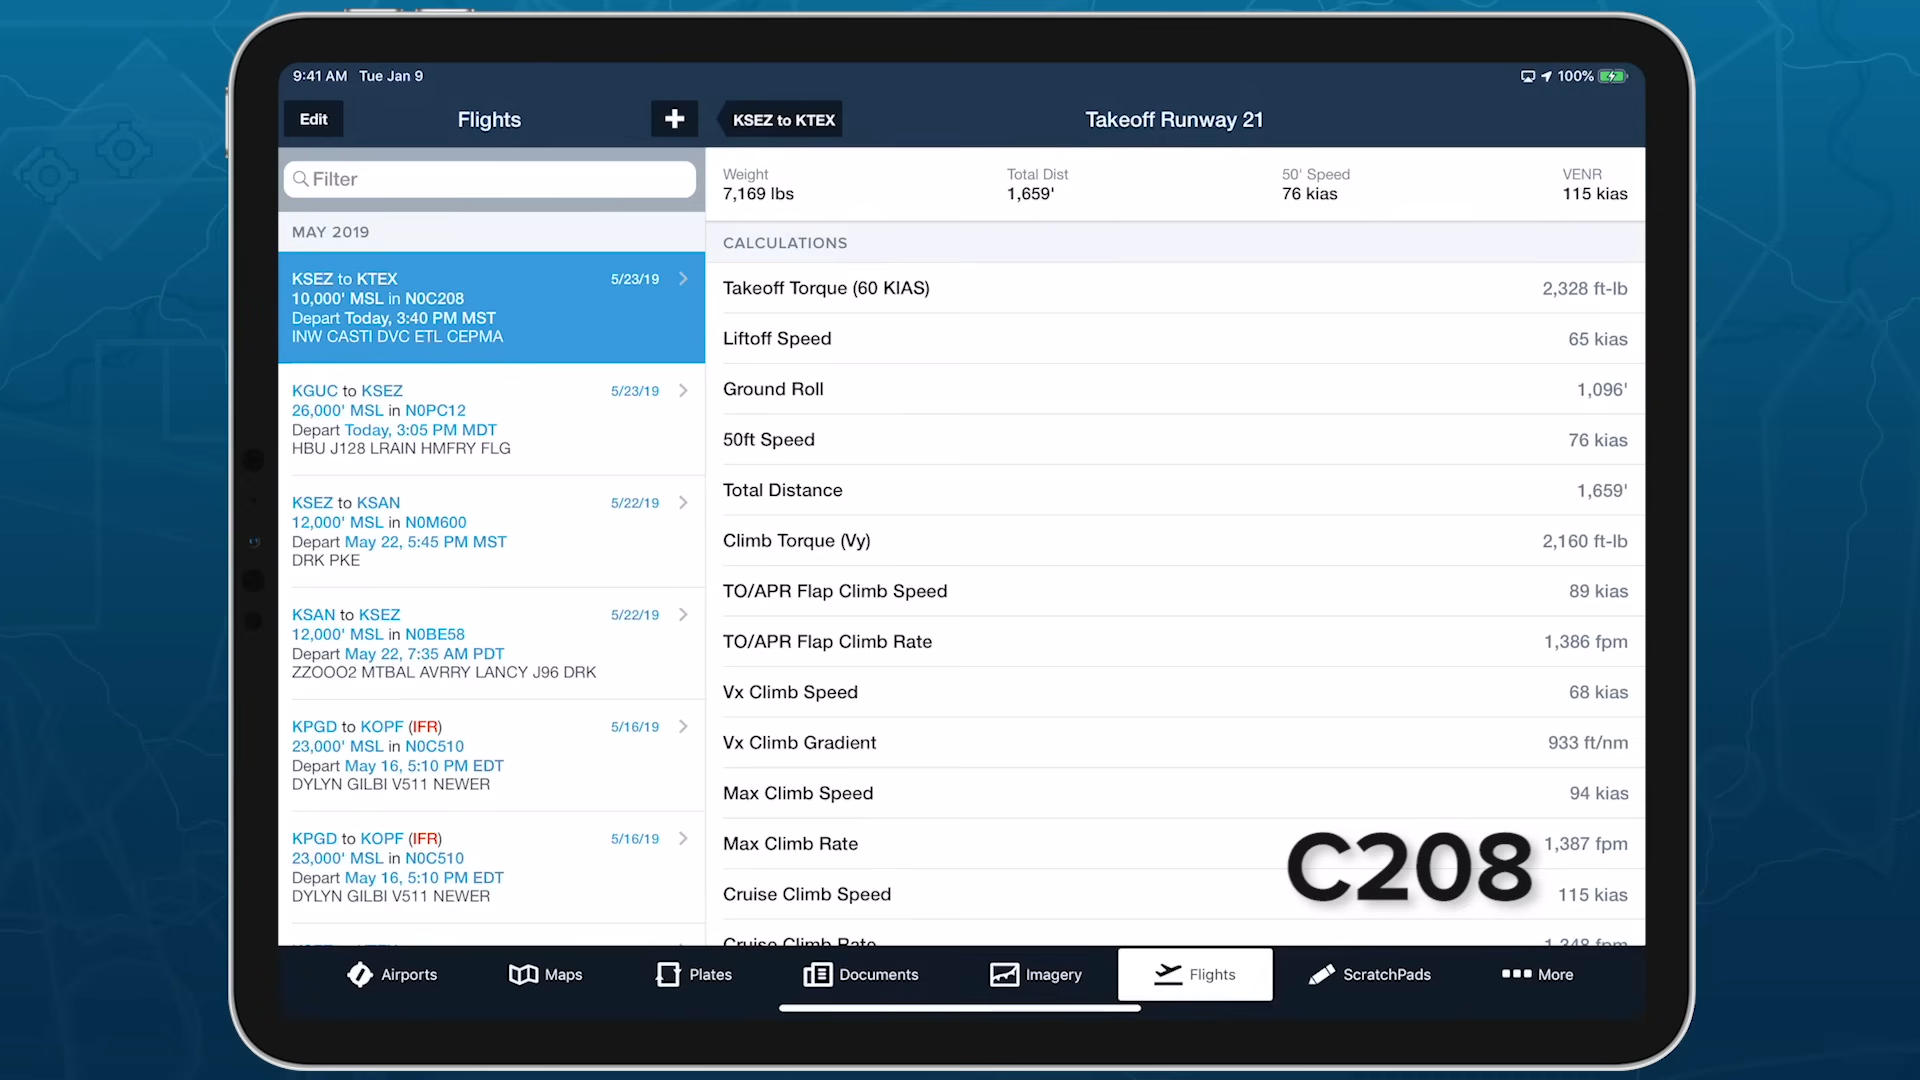 9:41 AM Tue Jan 9
100%
Edit
Flights
KSEZ to KTEX
Takeoff Runway 21
Filter
MAY 2019
KSEZ to KTEX 5/23/19
10,000' MSL in N0C208
Depart Today, 3:40 PM MST
INW CASTI DVC ETL CEPMA
KGUC to KSEZ 5/23/19
26,000' MSL in N0PC12
Depart Today, 3:05 PM MDT
HBU J128 LRAIN HMFRY FLG
KSEZ to KSAN 5/22/19
12,000' MSL in N0M600
Depart May 22, 5:45 PM MST
DRK PKE
KSAN to KSEZ 5/22/19
12,000' MSL in N0BE58
Depart May 22, 7:35 AM PDT
ZZOOO2 MTBAL AVRRY LANCY J96 DRK
KPGD to KOPF (IFR) 5/16/19
23,000' MSL in N0C510
Depart May 16, 5:10 PM EDT
DYLYN GILBI V511 NEWER
KPGD to KOPF (IFR) 5/16/19
23,000' MSL in N0C510
Depart May 16, 5:10 PM EDT
DYLYN GILBI V511 NEWER
Weight Total Dist 50' Speed VENR
7,169 lbs 1,659' 76 kias 115 kias
CALCULATIONS
Takeoff Torque (60 KIAS) 2,328 ft-lb
Liftoff Speed 65 kias
Ground Roll 1,096'
50ft Speed 76 kias
Total Distance 1,659'
Climb Torque (Vy) 2,160 ft-lb
TO/APR Flap Climb Speed 89 kias
TO/APR Flap Climb Rate 1,386 fpm
Vx Climb Speed 68 kias
Vx Climb Gradient 933 ft/nm
Max Climb Speed 94 kias
Max Climb Rate 1,387 fpm
Cruise Climb Speed 115 kias
Cruise Climb Rate 1,348 fpm
C208
Airports Maps Plates Documents Imagery Flights ScratchPads More